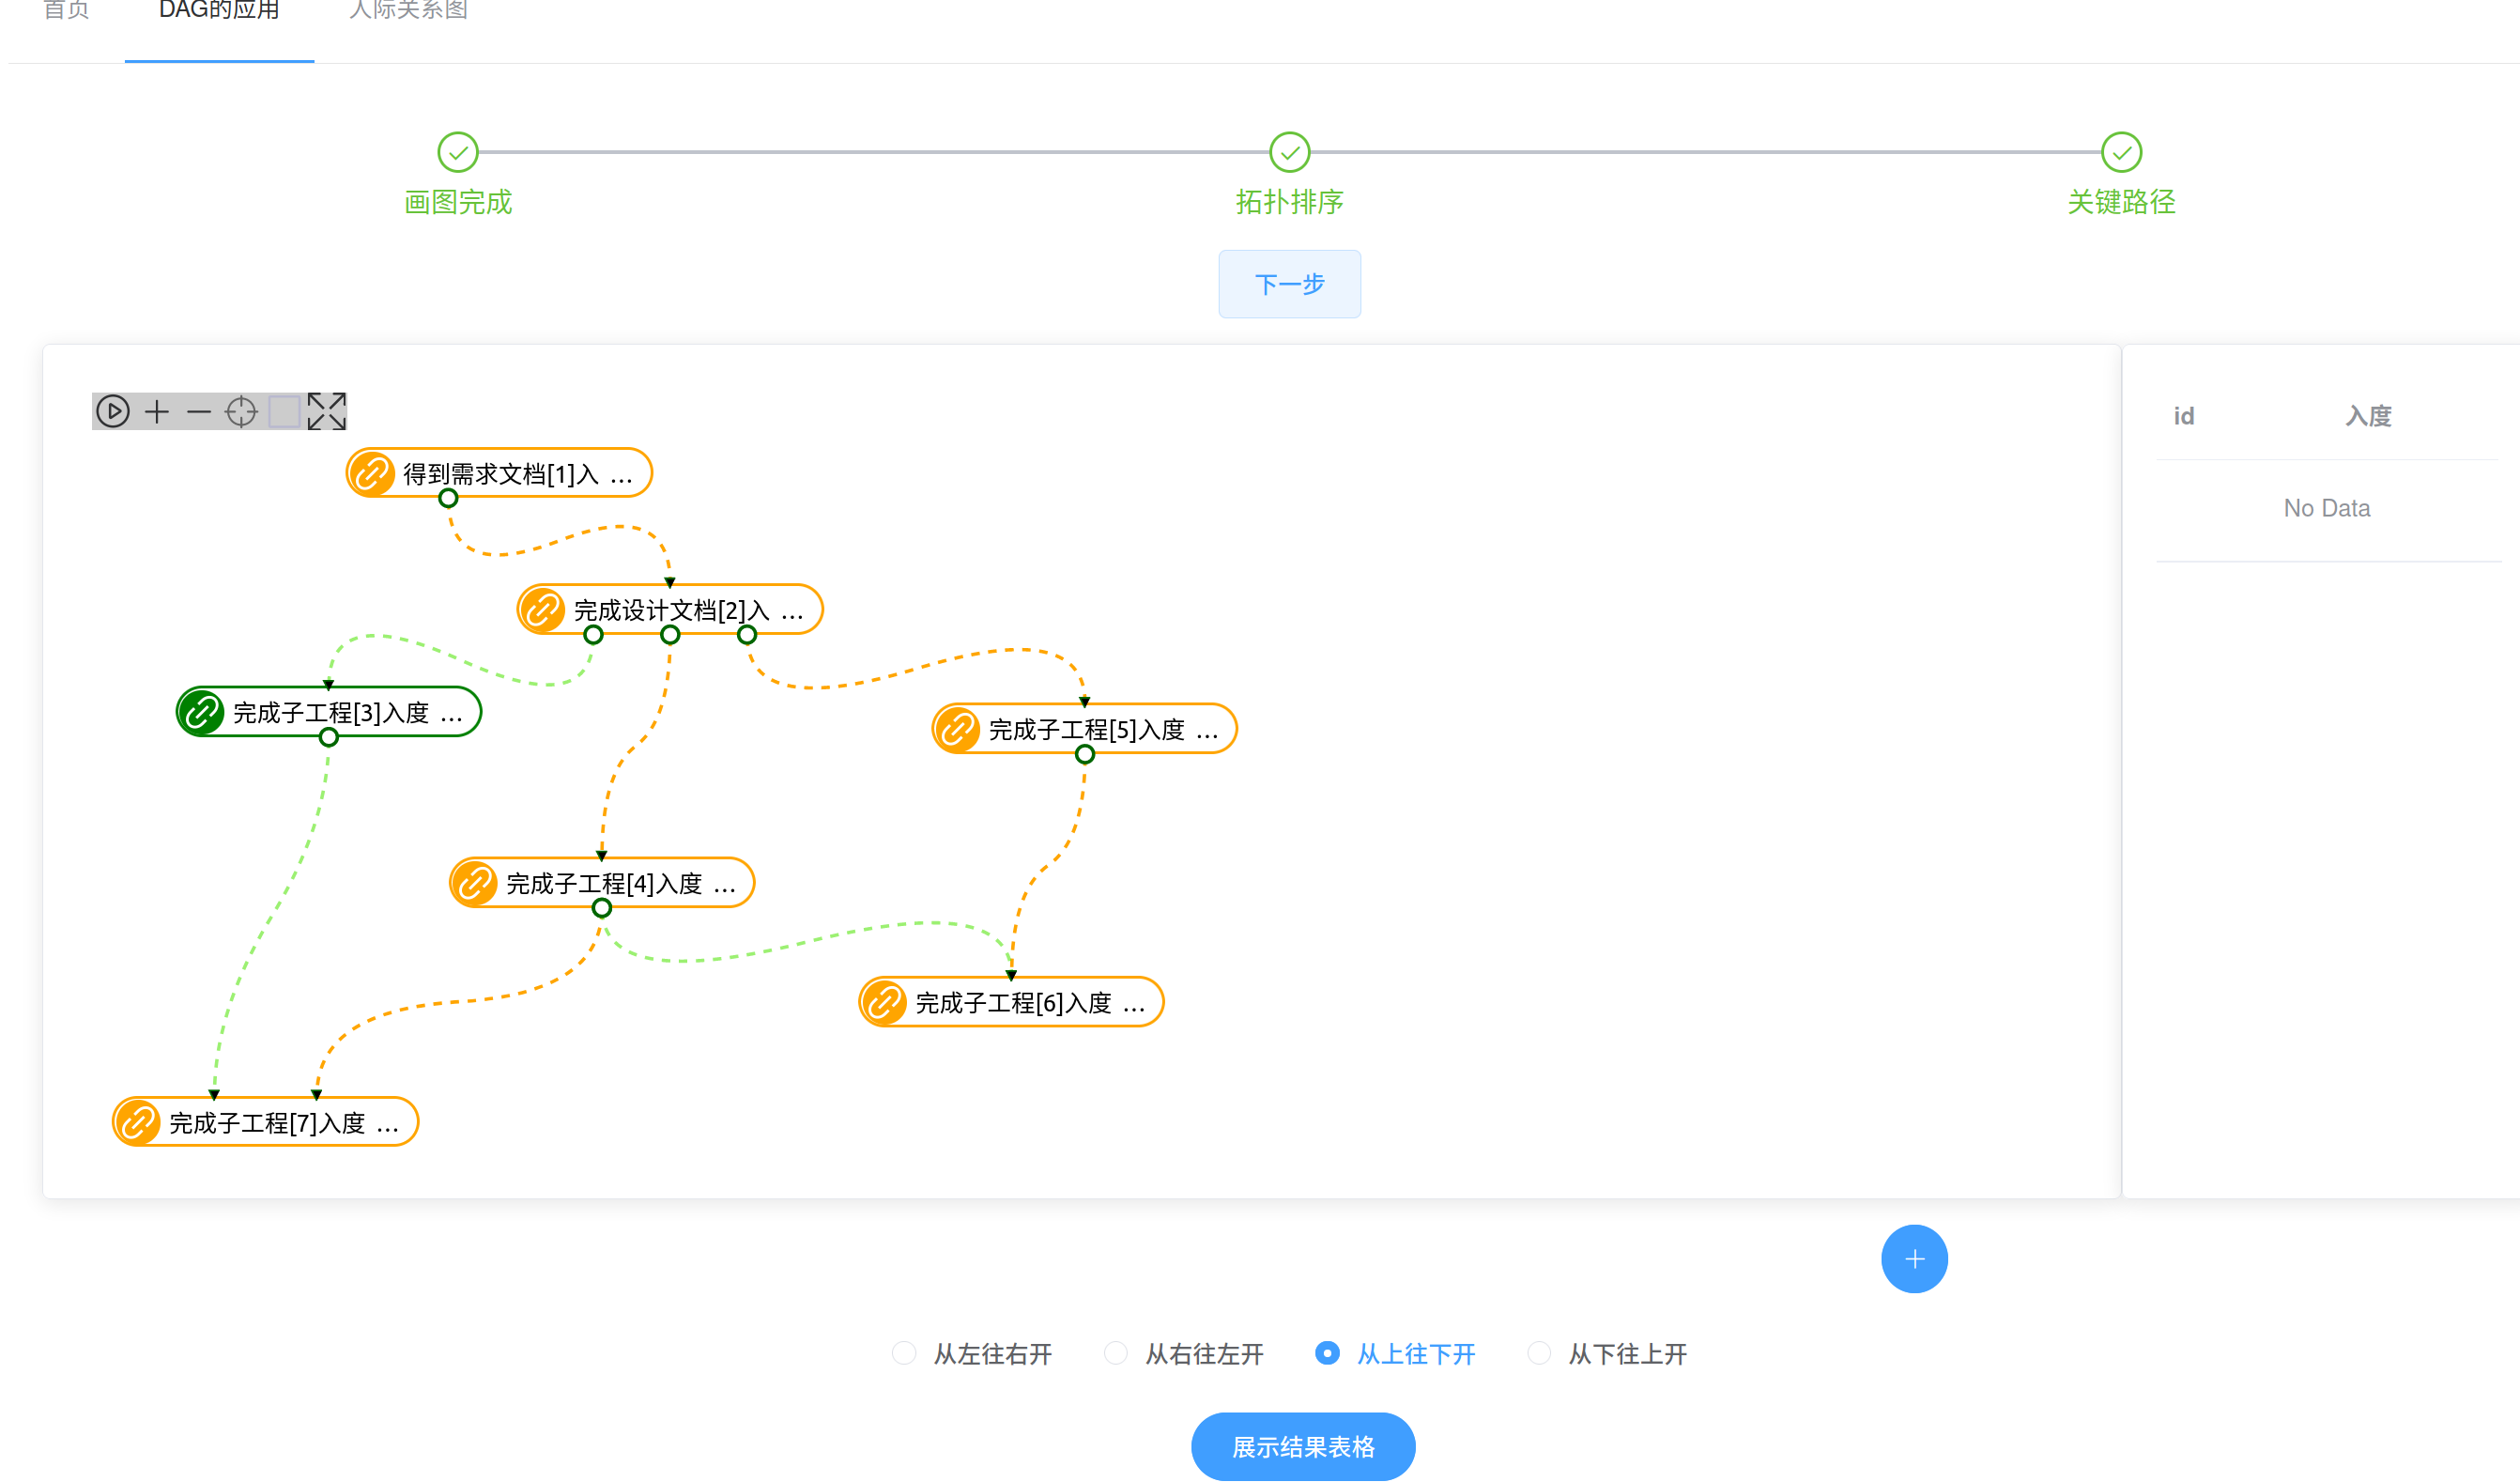 首页
DAG的应用
人际关系图
画图完成
拓扑排序
关键路径
下一步
id 入度
No Data
得到需求文档[1]入 ...
完成设计文档[2]入 ...
完成子工程[3]入度 ...
完成子工程[5]入度 ...
完成子工程[4]入度 ...
完成子工程[6]入度 ...
完成子工程[7]入度 ...
从左往右开
从右往左开
从上往下开
从下往上开
展示结果表格